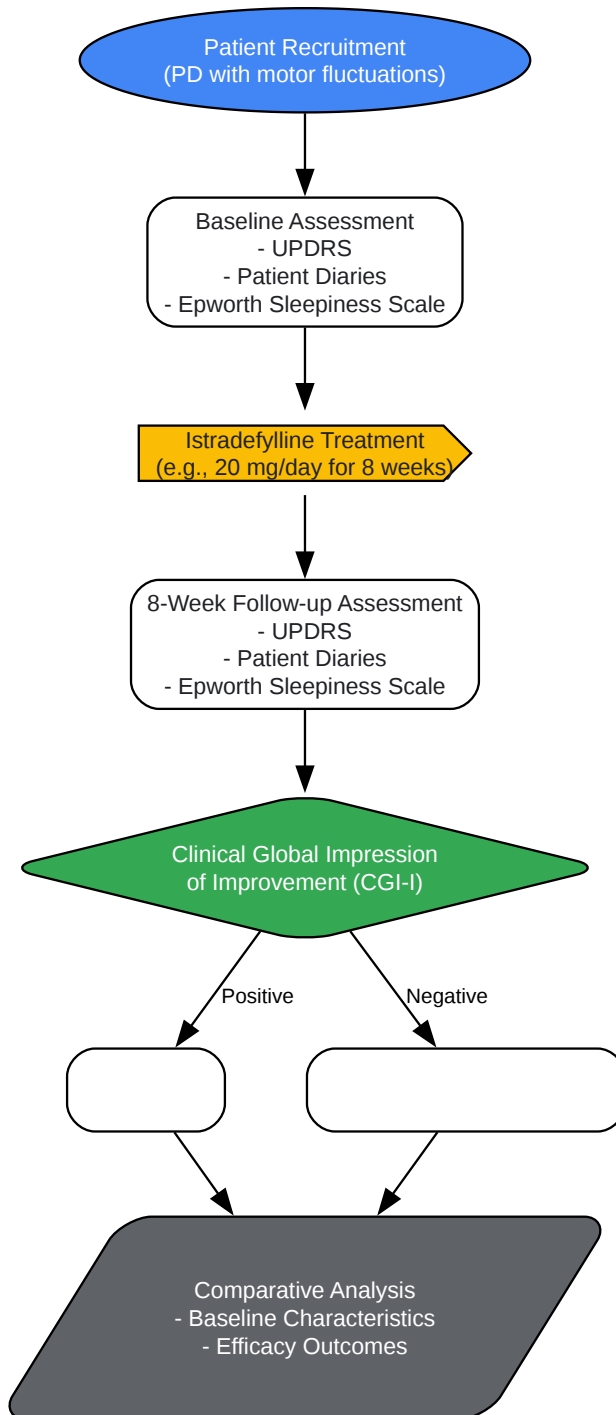 Patient Recruitment
(PD with motor fluctuations)
Baseline Assessment
- UPDRS
- Patient Diaries
- Epworth Sleepiness Scale
Istradefylline Treatment
(e.g., 20 mg/day for 8 weeks)
8-Week Follow-up Assessment
- UPDRS
- Patient Diaries
- Epworth Sleepiness Scale
Clinical Global Impression
of Improvement (CGI-I)
Positive
Negative
Comparative Analysis
- Baseline Characteristics
- Efficacy Outcomes